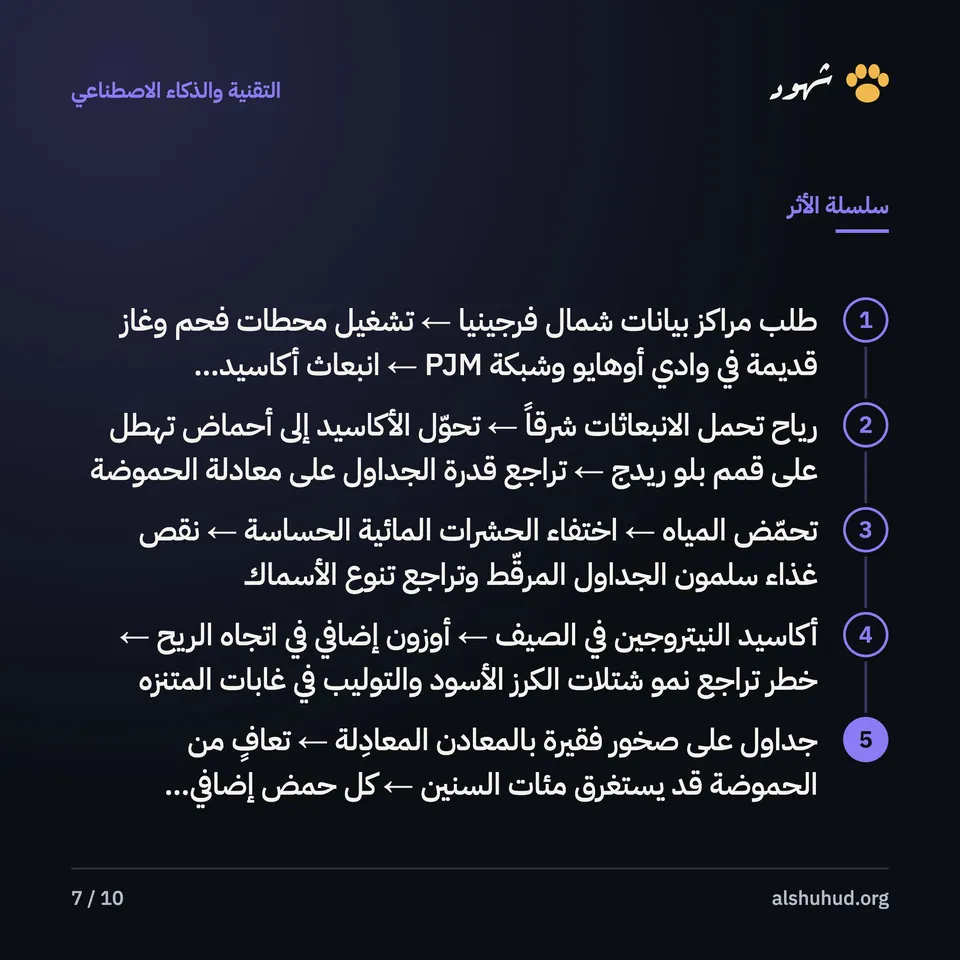 شهود
التقنية والذكاء الاصطناعي
سلسلة الأثر
1
طلب مراكز بيانات شمال فرجينيا ← تشغيل محطات فحم وغاز
قديمة في وادي أوهايو وشبكة PJM ← انبعاث أكاسيد...
2
رياح تحمل الانبعاثات شرقاً ← تحوّل الأكاسيد إلى أحماض تهطل
على قمم بلو ريدج ← تراجع قدرة الجداول على معادلة الحموضة
3
تحمّض المياه ← اختفاء الحشرات المائية الحساسة ← نقص
غذاء سلمون الجداول المرقّط وتراجع تنوع الأسماك
4
أكاسيد النيتروجين في الصيف ← أوزون إضافي في اتجاه الريح ←
خطر تراجع نمو شتلات الكرز الأسود والتوليب في غابات المتنزه
5
جداول على صخور فقيرة بالمعادن المعادِلة ← تعافٍ من
الحموضة قد يستغرق مئات السنين ← كل حمض إضافي...
alshuhud.org
7 / 10